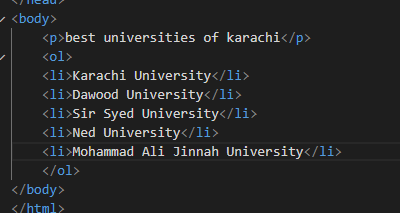 </head>
<body>
<p>best universities of karachi</p>
<ol>
<li>Karachi University</li>
<li>Dawood University</li>
<li>Sir Syed University</li>
<li>Ned University</li>
<li>Mohammad Ali Jinnah University</li>
</ol>
</body>
</html>